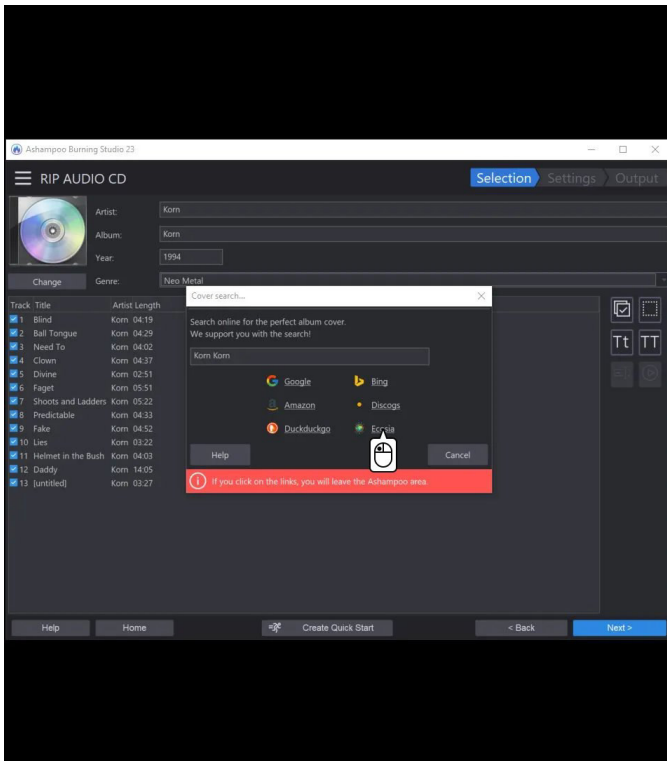 Ashampoo Burning Studio 23
RIP AUDIO CD
Selection Settings Output
Artist: Korn
Album: Korn
Year: 1994
Change Genre: Neo Metal
Track Title Artist Length
1 Blind Korn 04:19
2 Ball Tongue Korn 04:29
3 Need To Korn 04:02
4 Clown Korn 04:37
5 Divine Korn 02:51
6 Faget Korn 05:51
7 Shoots and Ladders Korn 05:22
8 Predictable Korn 04:33
9 Fake Korn 04:52
10 Lies Korn 03:22
11 Helmet in the Bush Korn 04:03
12 Daddy Korn 14:05
13 [untitled] Korn 03:27
Cover search...
Search online for the perfect album cover.
We support you with the search!
Korn Korn
Google Bing
Amazon Discogs
Duckduckgo Ecosia
Help Cancel
If you click on the links, you will leave the Ashampoo area.
Tt TT
Help Home Create Quick Start < Back Next >